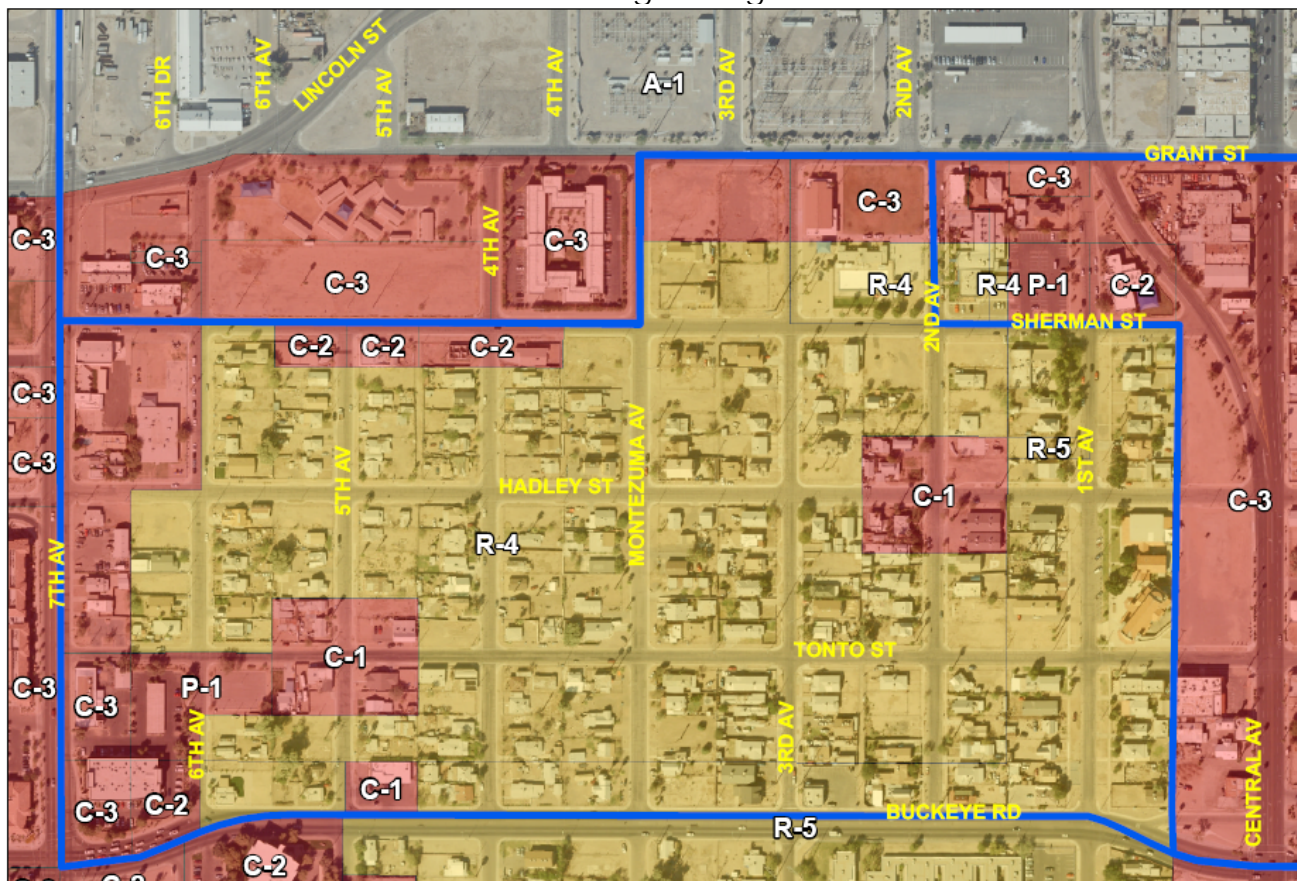 6TH DR
6TH AV
LINCOLN ST
5TH AV
4TH AV
A-1
3RD AV
2ND AV
GRANT ST
C-3
C-3
C-3
C-3
4TH AV
C-3
C-3
C-3
R-4
2ND AV
R-4
P-1
C-2
SHERMAN ST
C-2
C-2
C-2
C-3
C-3
5TH AV
HADLEY ST
MONTEZUMA AV
R-4
C-1
R-5
1ST AV
C-3
7TH AV
C-3
C-3
P-1
6TH AV
C-1
TONTO ST
3RD AV
C-1
C-3
C-2
C-2
R-5
BUCKEYE RD
CENTRAL AV